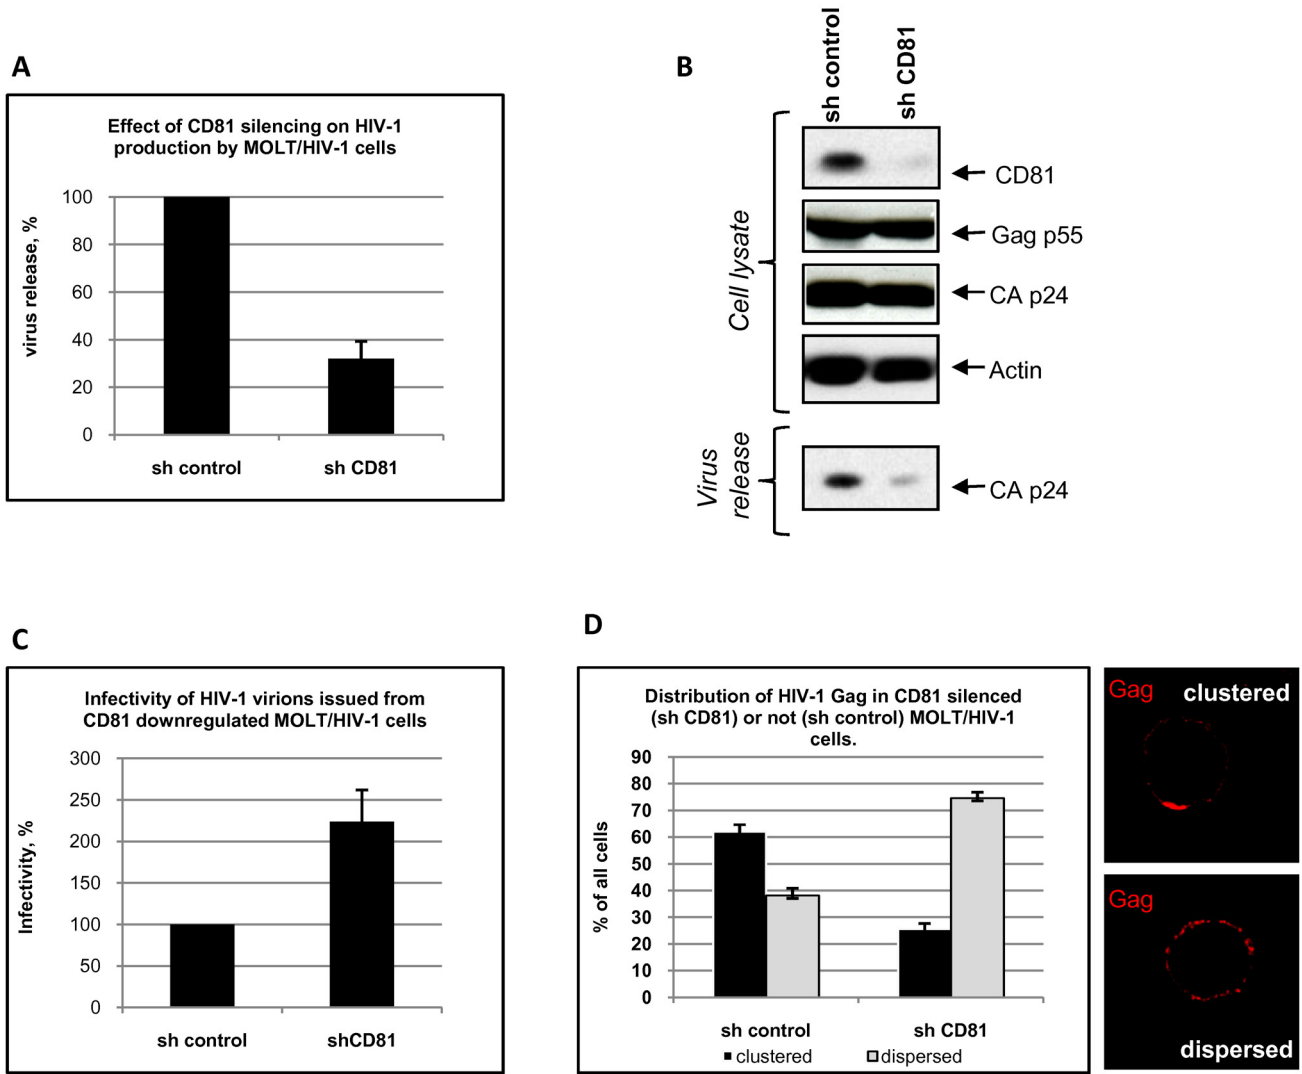 A
Effect of CD81 silencing on HIV-1
production by MOLT/HIV-1 cells
virus release, %
100
80
60
40
20
0
sh control
sh CD81
B
sh control
sh CD81
Cell lysate
CD81
Gag p55
CA p24
Actin
Virus
release
CA p24
C
Infectivity of HIV-1 virions issued from
CD81 downregulated MOLT/HIV-1 cells
Infectivity, %
300
250
200
150
100
50
0
sh control
shCD81
D
Distribution of HIV-1 Gag in CD81 silenced
(sh CD81) or not (sh control) MOLT/HIV-1
cells.
% of all cells
90
80
70
60
50
40
30
20
10
0
sh control
sh CD81
clustered
dispersed
Gag
clustered
Gag
dispersed